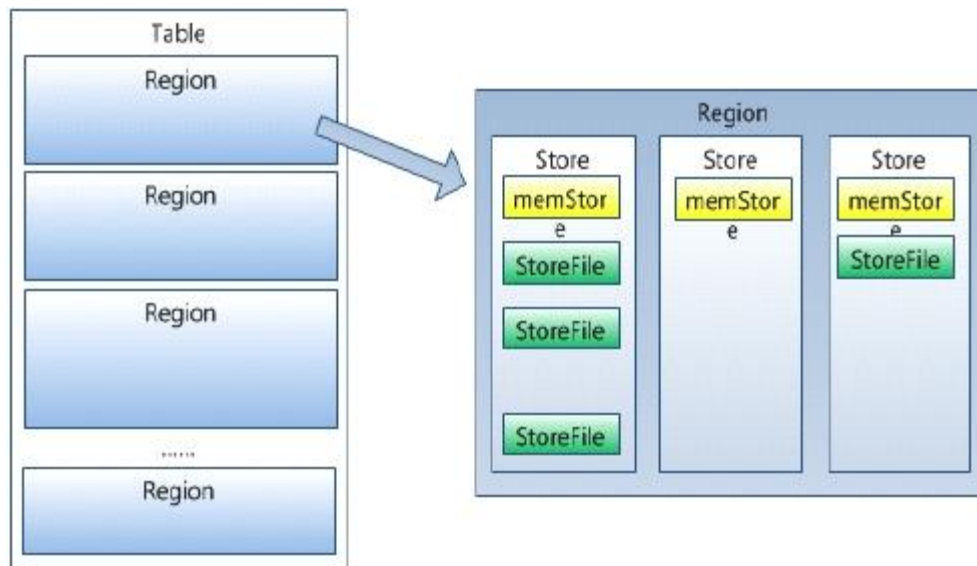 Table
Region
Region
Region
......
Region
Region
Store
memStor
e
StoreFile
StoreFile
StoreFile
Store
memStor
e
Store
memStor
e
StoreFile